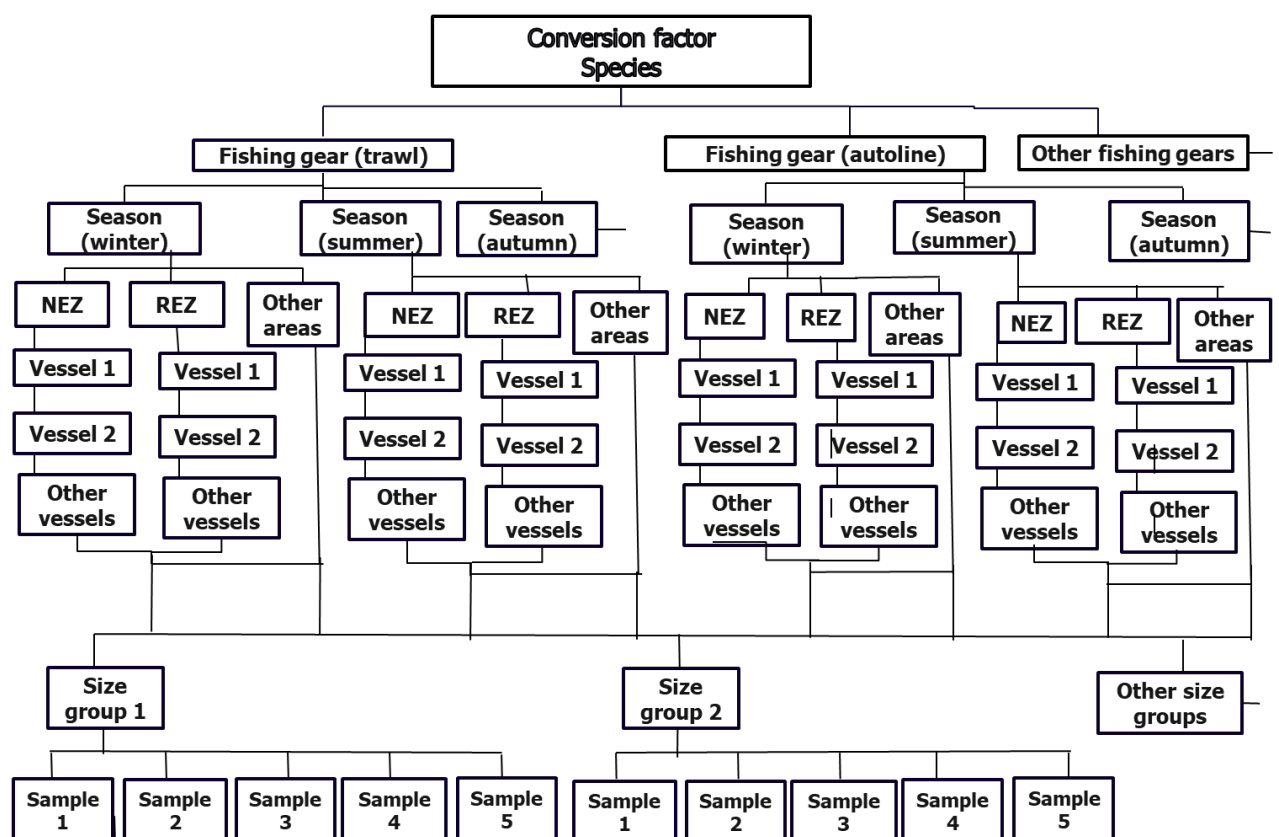 Conversion factor
Species
Fishing gear (trawl)
Fishing gear (autoline)
Other fishing gears
Season
(winter)
Season
(summer)
Season
(autumn)
Season
(winter)
Season
(summer)
Season
(autumn)
NEZ
REZ
Other
areas
NEZ
REZ
Other
areas
NEZ
REZ
Other
areas
NEZ
REZ
Other
areas
Vessel 1
Vessel 1
Vessel 1
Vessel 1
Vessel 1
Vessel 1
Vessel 1
Vessel 1
Vessel 2
Vessel 2
Vessel 2
Vessel 2
Vessel 2
Vessel 2
Vessel 2
Vessel 2
Other
vessels
Other
vessels
Other
vessels
Other
vessels
Other
vessels
Other
vessels
Other
vessels
Other
vessels
Size
group 1
Size
group 2
Other size
groups
Sample
1
Sample
2
Sample
3
Sample
4
Sample
5
Sample
1
Sample
2
Sample
3
Sample
4
Sample
5